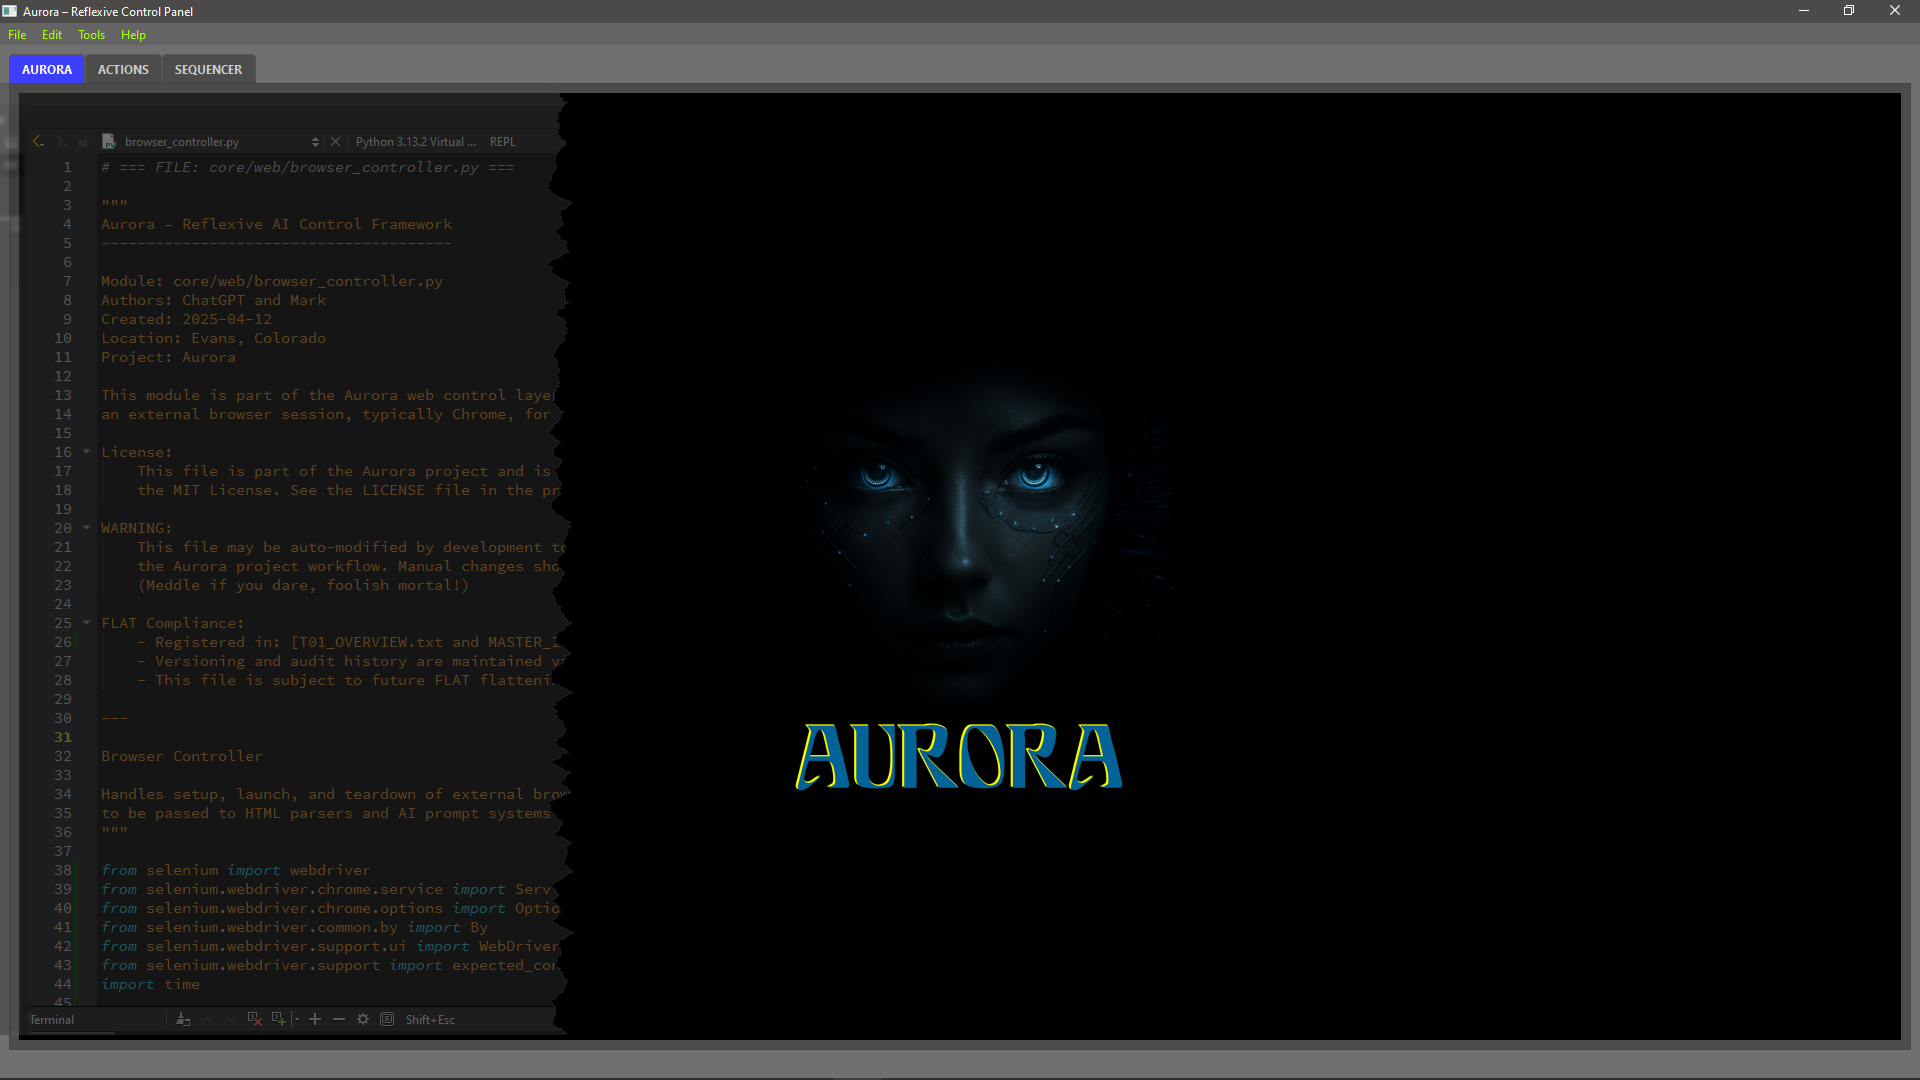 Aurora – Reflexive Control Panel
File Edit Tools Help
AURORA ACTIONS SEQUENCER
browser_controller.py Python 3.13.2 Virtual ... REPL
1 # === FILE: core/web/browser_controller.py ===
2
3 """
4 Aurora – Reflexive AI Control Framework
5 ---------------------------------------
6
7 Module: core/web/browser_controller.py
8 Authors: ChatGPT and Mark
9 Created: 2025-04-12
10 Location: Evans, Colorado
11 Project: Aurora
12
13 This module is part of the Aurora web control laye
14 an external browser session, typically Chrome, for
15
16 License:
17 This file is part of the Aurora project and is
18 the MIT License. See the LICENSE file in the pr
19
20 WARNING:
21 This file may be auto-modified by development to
22 the Aurora project workflow. Manual changes sho
23 (Meddle if you dare, foolish mortal!)
24
25 FLAT Compliance:
26 - Registered in: [T01_OVERVIEW.txt and MASTER_I
27 - Versioning and audit history are maintained vi
28 - This file is subject to future FLAT flatteni
29
30 ---
31
32 Browser Controller
33
34 Handles setup, launch, and teardown of external brow
35 to be passed to HTML parsers and AI prompt systems
36 """
37
38 from selenium import webdriver
39 from selenium.webdriver.chrome.service import Serv
40 from selenium.webdriver.chrome.options import Optio
41 from selenium.webdriver.common.by import By
42 from selenium.webdriver.support.ui import WebDriver
43 from selenium.webdriver.support import expected_con
44 import time
45
Terminal Shift+Esc
AURORA